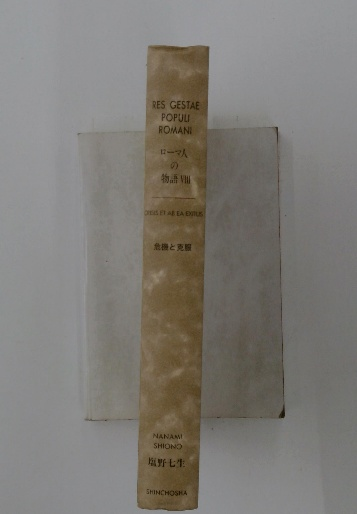 RES GESTAE
POPULI
ROMANI
ローマ人
の
物語 VIII
危機と克服
NANAMI
SHIONO
塩野七生
SHINCHOSHA